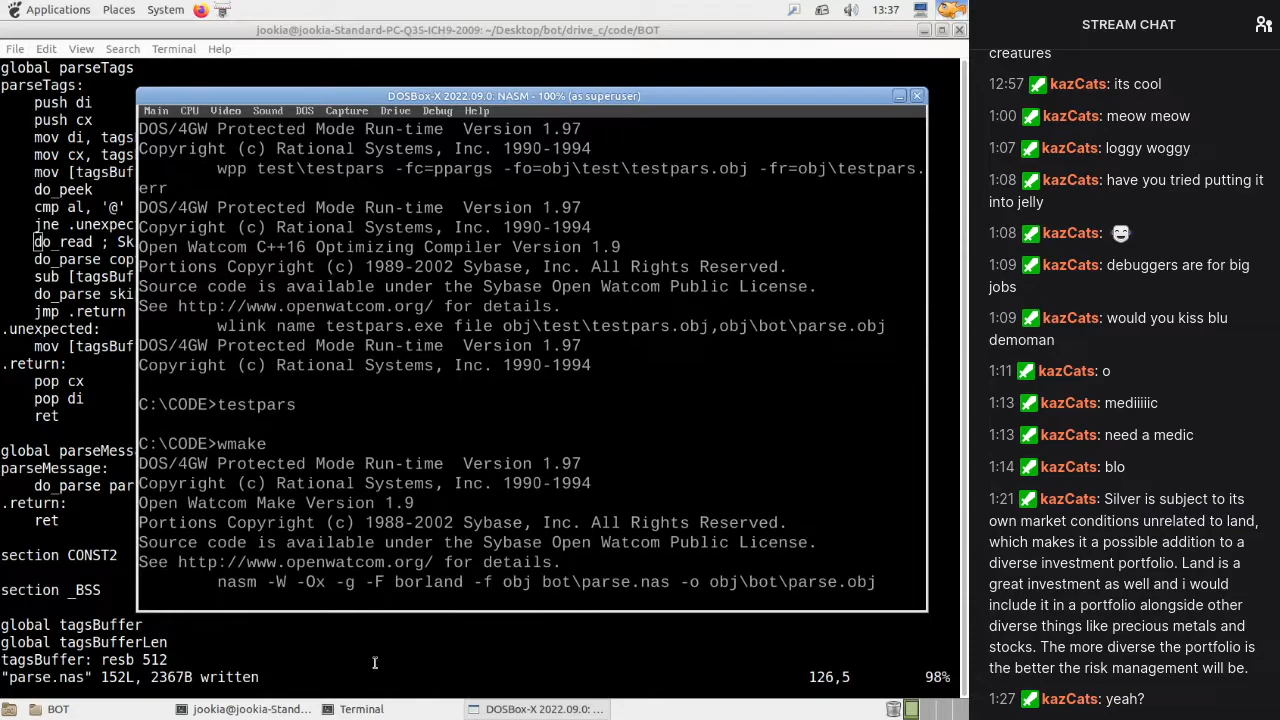 Applications Places System 13:37
jookia@jookia-Standard-PC-Q35-ICH9-2009: ~/Desktop/bot/drive_c/code/BOT
File Edit View Search Terminal Help
global parseTags
parseTags:
push di
push cx
mov di, tags
mov cx, tags
mov [tagsBuf
do_peek
cmp al, '@'
jne .unexpec
do_read ; Sk
do_parse cop
sub [tagsBuf
do_parse ski
jmp .return
.unexpected:
mov [tagsBuf
.return:
pop cx
pop di
ret
global parseMess
parseMessage:
do_parse par
.return:
ret
section CONST2
section _BSS
global tagsBuffer
global tagsBufferLen
tagsBuffer: resb 512
"parse.nas" 152L, 2367B written 126,5 98%
DOSBox-X 2022.09.0: NASM - 100% (as superuser)
Main CPU Video Sound DOS Capture Drive Debug Help
DOS/4GW Protected Mode Run-time Version 1.97
Copyright (c) Rational Systems, Inc. 1990-1994
wpp test\testpars -fc=ppargs -fo=obj\test\testpars.obj -fr=obj\testpars.
err
DOS/4GW Protected Mode Run-time Version 1.97
Copyright (c) Rational Systems, Inc. 1990-1994
Open Watcom C++16 Optimizing Compiler Version 1.9
Portions Copyright (c) 1989-2002 Sybase, Inc. All Rights Reserved.
Source code is available under the Sybase Open Watcom Public License.
See http://www.openwatcom.org/ for details.
wlink name testpars.exe file obj\test\testpars.obj,obj\bot\parse.obj
DOS/4GW Protected Mode Run-time Version 1.97
Copyright (c) Rational Systems, Inc. 1990-1994
C:\CODE>testpars
C:\CODE>wmake
DOS/4GW Protected Mode Run-time Version 1.97
Copyright (c) Rational Systems, Inc. 1990-1994
Open Watcom Make Version 1.9
Portions Copyright (c) 1988-2002 Sybase, Inc. All Rights Reserved.
Source code is available under the Sybase Open Watcom Public License.
See http://www.openwatcom.org/ for details.
nasm -W -Ox -g -F borland -f obj bot\parse.nas -o obj\bot\parse.obj
BOT jookia@jookia-Stand... Terminal DOSBox-X 2022.09.0: ...
STREAM CHAT
creatures
12:57 kazCats: its cool
1:00 kazCats: meow meow
1:07 kazCats: loggy woggy
1:08 kazCats: have you tried putting it
into jelly
1:08 kazCats:
1:09 kazCats: debuggers are for big
jobs
1:09 kazCats: would you kiss blu
demoman
1:11 kazCats: o
1:13 kazCats: mediiiiic
1:13 kazCats: need a medic
1:14 kazCats: blo
1:21 kazCats: Silver is subject to its
own market conditions unrelated to land,
which makes it a possible addition to a
diverse investment portfolio. Land is a
great investment as well and i would
include it in a portfolio alongside other
diverse things like precious metals and
stocks. The more diverse the portfolio is
the better the risk management will be.
1:27 kazCats: yeah?